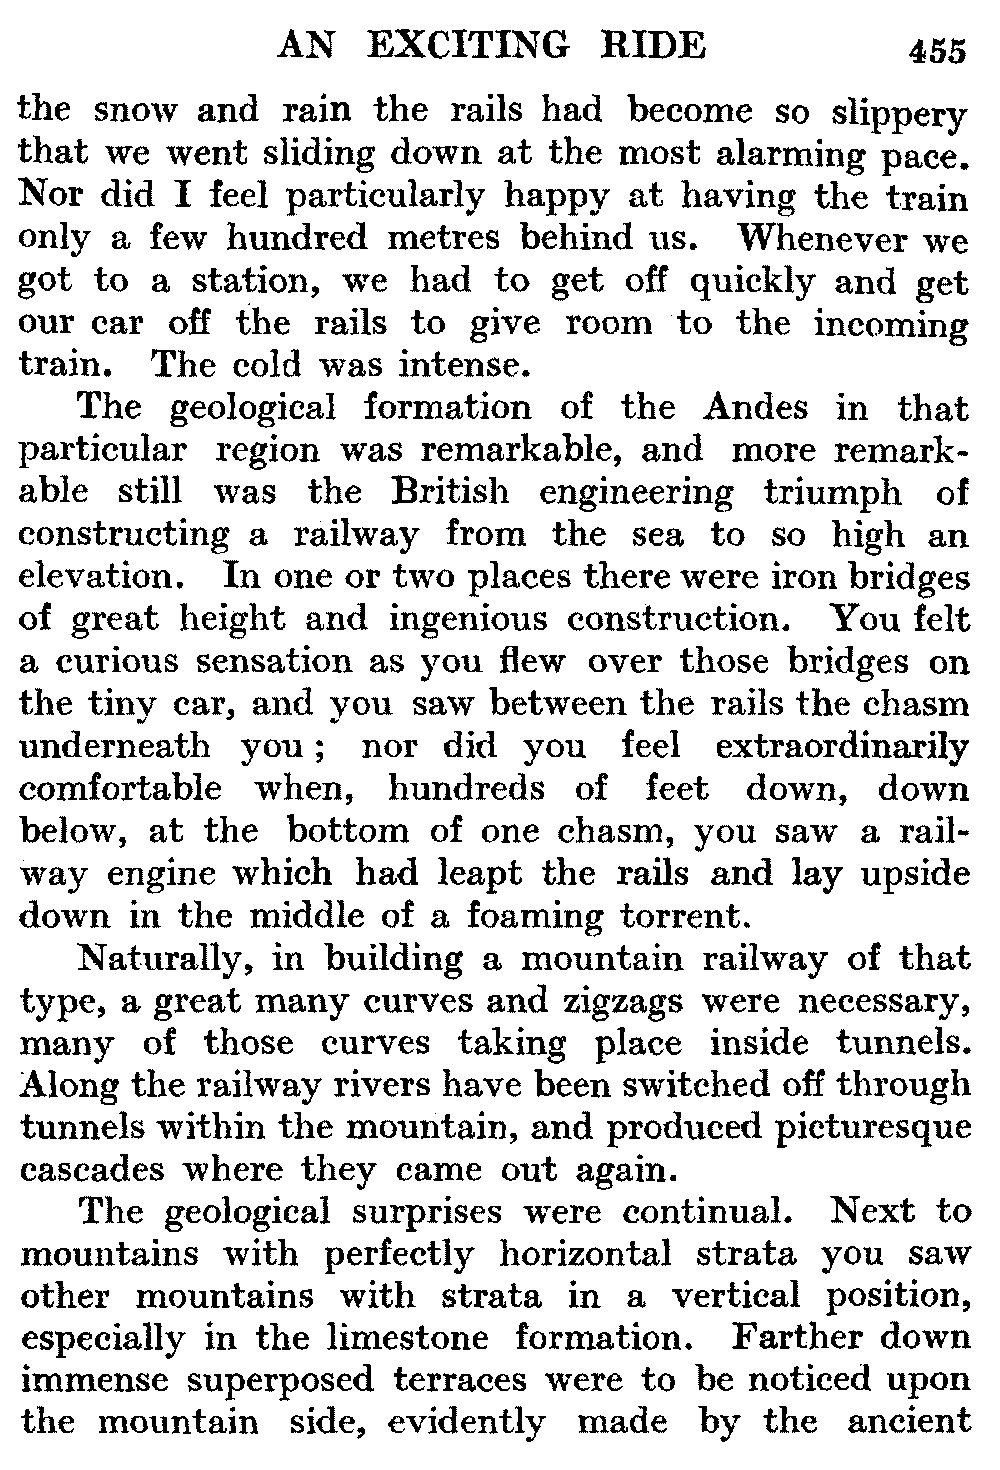 AN EXCITING RIDE 455
the snow and rain the rails had become so slippery
that we went sliding down at the most alarming pace.
Nor did I feel particularly happy at having the train
only a few hundred metres behind us. Whenever we
got to a station, we had to get off quickly and get
our car off the rails to give room to the incoming
train. The cold was intense.
The geological formation of the Andes in that
particular region was remarkable, and more remark-
able still was the British engineering triumph of
constructing a railway from the sea to so high an
elevation. In one or two places there were iron bridges
of great height and ingenious construction. You felt
a curious sensation as you flew over those bridges on
the tiny car, and you saw between the rails the chasm
underneath you ; nor did you feel extraordinarily
comfortable when, hundreds of feet down, down
below, at the bottom of one chasm, you saw a rail-
way engine which had leapt the rails and lay upside
down in the middle of a foaming torrent.
Naturally, in building a mountain railway of that
type, a great many curves and zigzags were necessary,
many of those curves taking place inside tunnels.
Along the railway rivers have been switched off through
tunnels within the mountain, and produced picturesque
cascades where they came out again.
The geological surprises were continual. Next to
mountains with perfectly horizontal strata you saw
other mountains with strata in a vertical position,
especially in the limestone formation. Farther down
immense superposed terraces were to be noticed upon
the mountain side, evidently made by the ancient